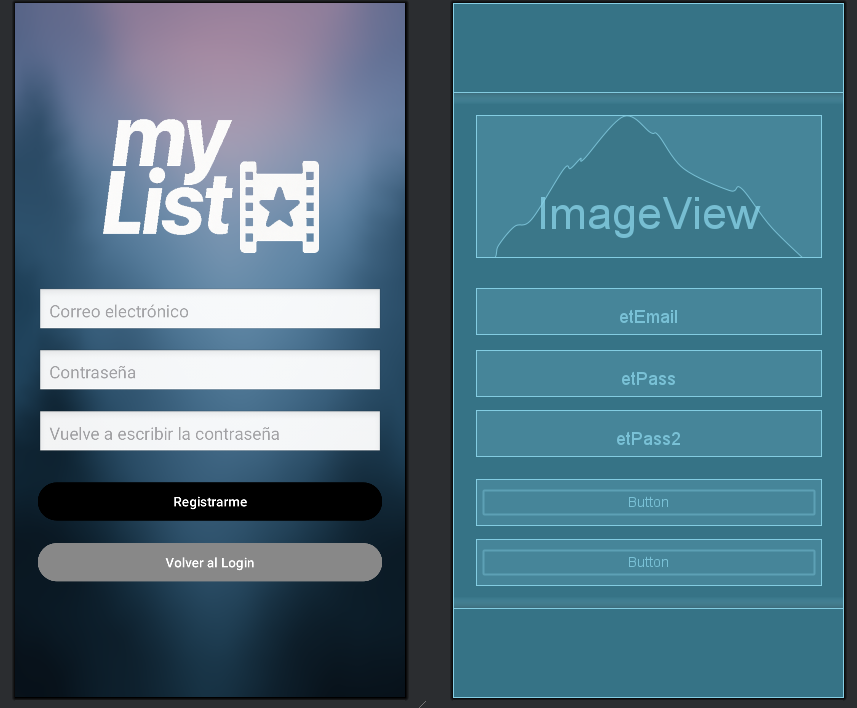 my
List
Correo electrónico
Contraseña
Vuelve a escribir la contraseña
Registrarme
Volver al Login
ImageView
etEmail
etPass
etPass2
Button
Button